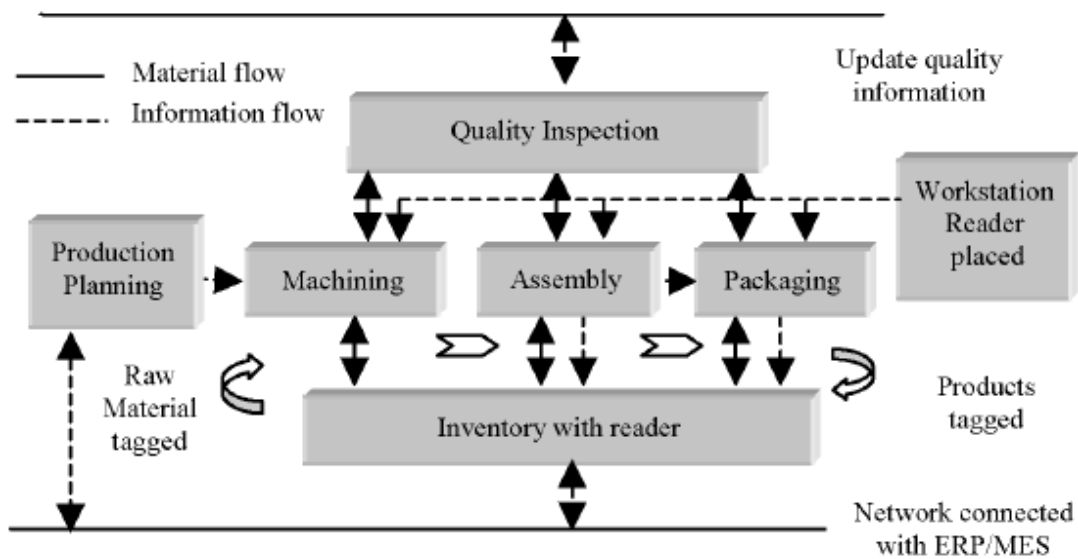 Material flow
Information flow
Update quality
information
Quality Inspection
Workstation
Reader
placed
Production
Planning
Machining
Assembly
Packaging
Raw
Material
tagged
Products
tagged
Inventory with reader
Network connected
with ERP/MES